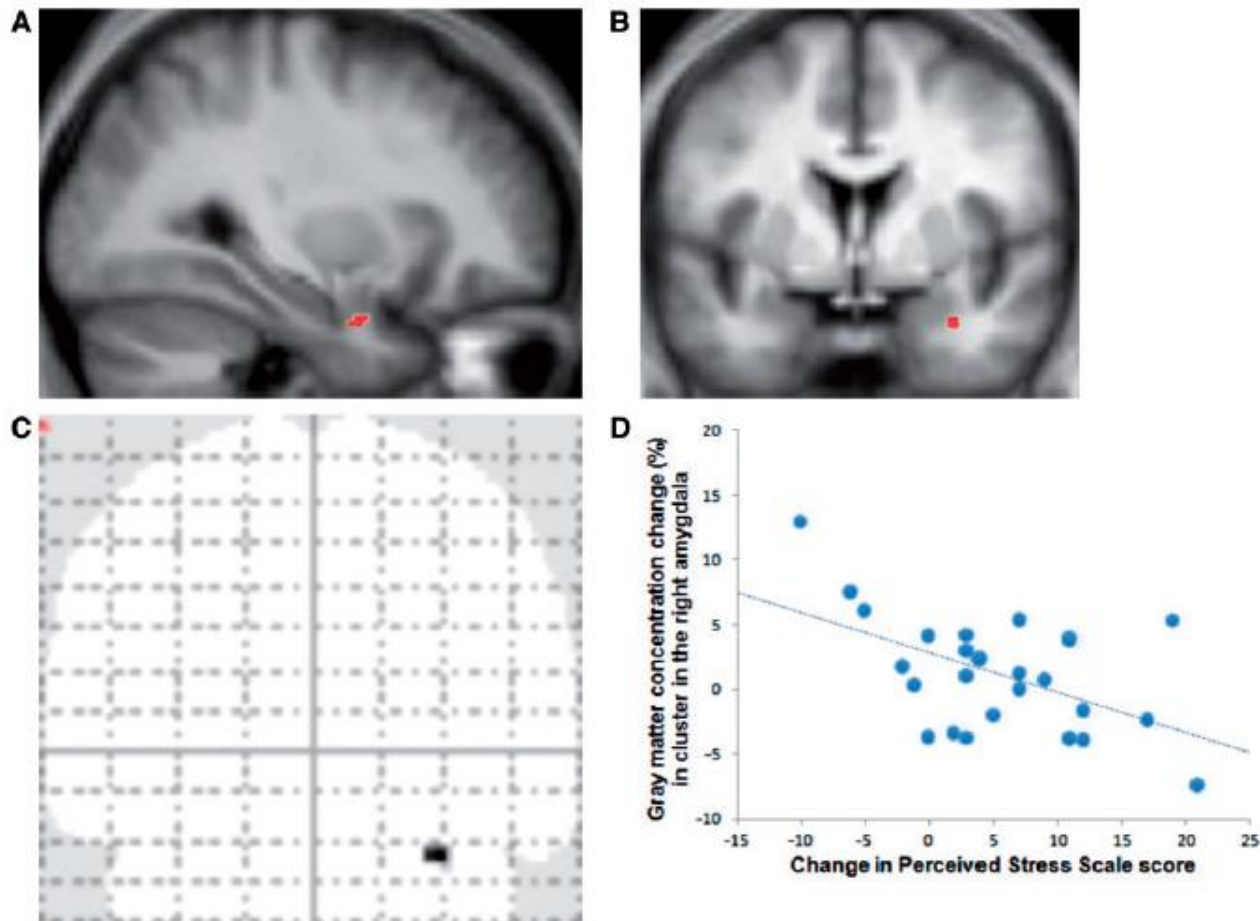 A
B
C
D
Gray matter concentration change (%)
in cluster in the right amygdala
20
15
10
5
0
-5
-10
-15
-10
-5
0
5
10
15
20
25
Change in Perceived Stress Scale score